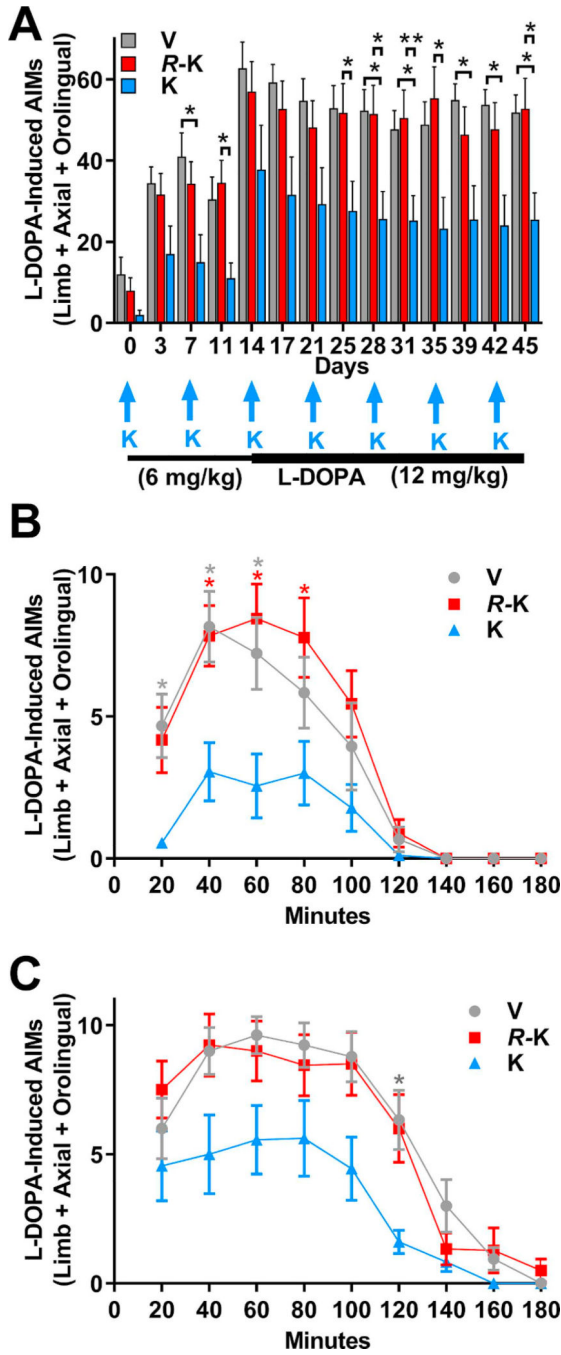 A
V
R-K
K
L-DOPA-Induced AIMs
(Limb + Axial + Orolingual)
60
40
20
0
* * * * * * ** * * * * * *
0 3 7 11 14 17 21 25 28 31 35 39 42 45
Days
K K K K K K K
(6 mg/kg) L-DOPA (12 mg/kg)
B
V
R-K
K
L-DOPA-Induced AIMs
(Limb + Axial + Orolingual)
10
5
0
* * * * * *
0 20 40 60 80 100 120 140 160 180
Minutes
C
V
R-K
K
L-DOPA-Induced AIMs
(Limb + Axial + Orolingual)
10
5
0
*
0 20 40 60 80 100 120 140 160 180
Minutes